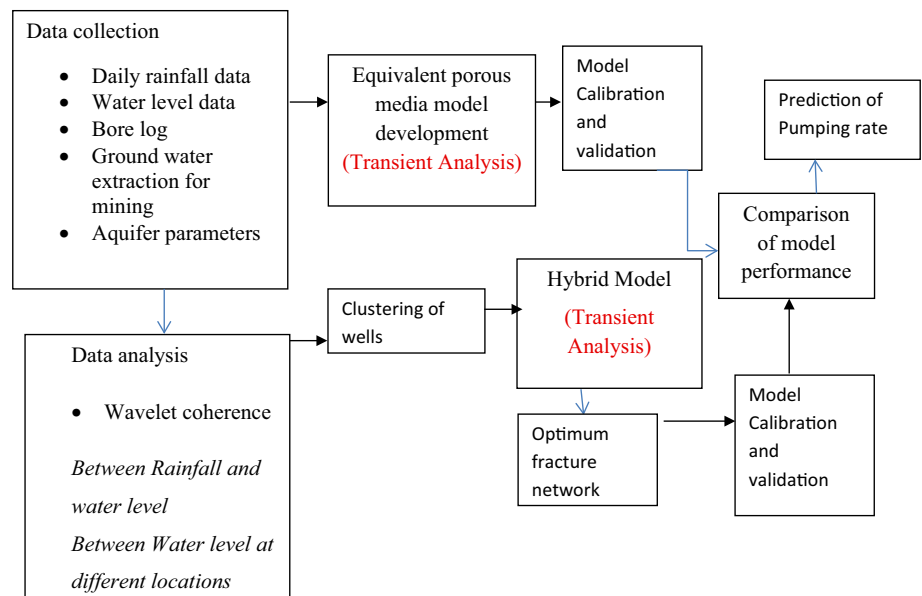 Data collection
• Daily rainfall data
• Water level data
• Bore log
• Ground water
extraction for
mining
• Aquifer parameters
Equivalent porous
media model
development
(Transient Analysis)
Model
Calibration
and
validation
Prediction of
Pumping rate
Comparison
of model
performance
Data analysis
• Wavelet coherence
Between Rainfall and
water level
Between Water level at
different locations
Clustering of
wells
Hybrid Model
(Transient
Analysis)
Optimum
fracture
network
Model
Calibration
and
validation